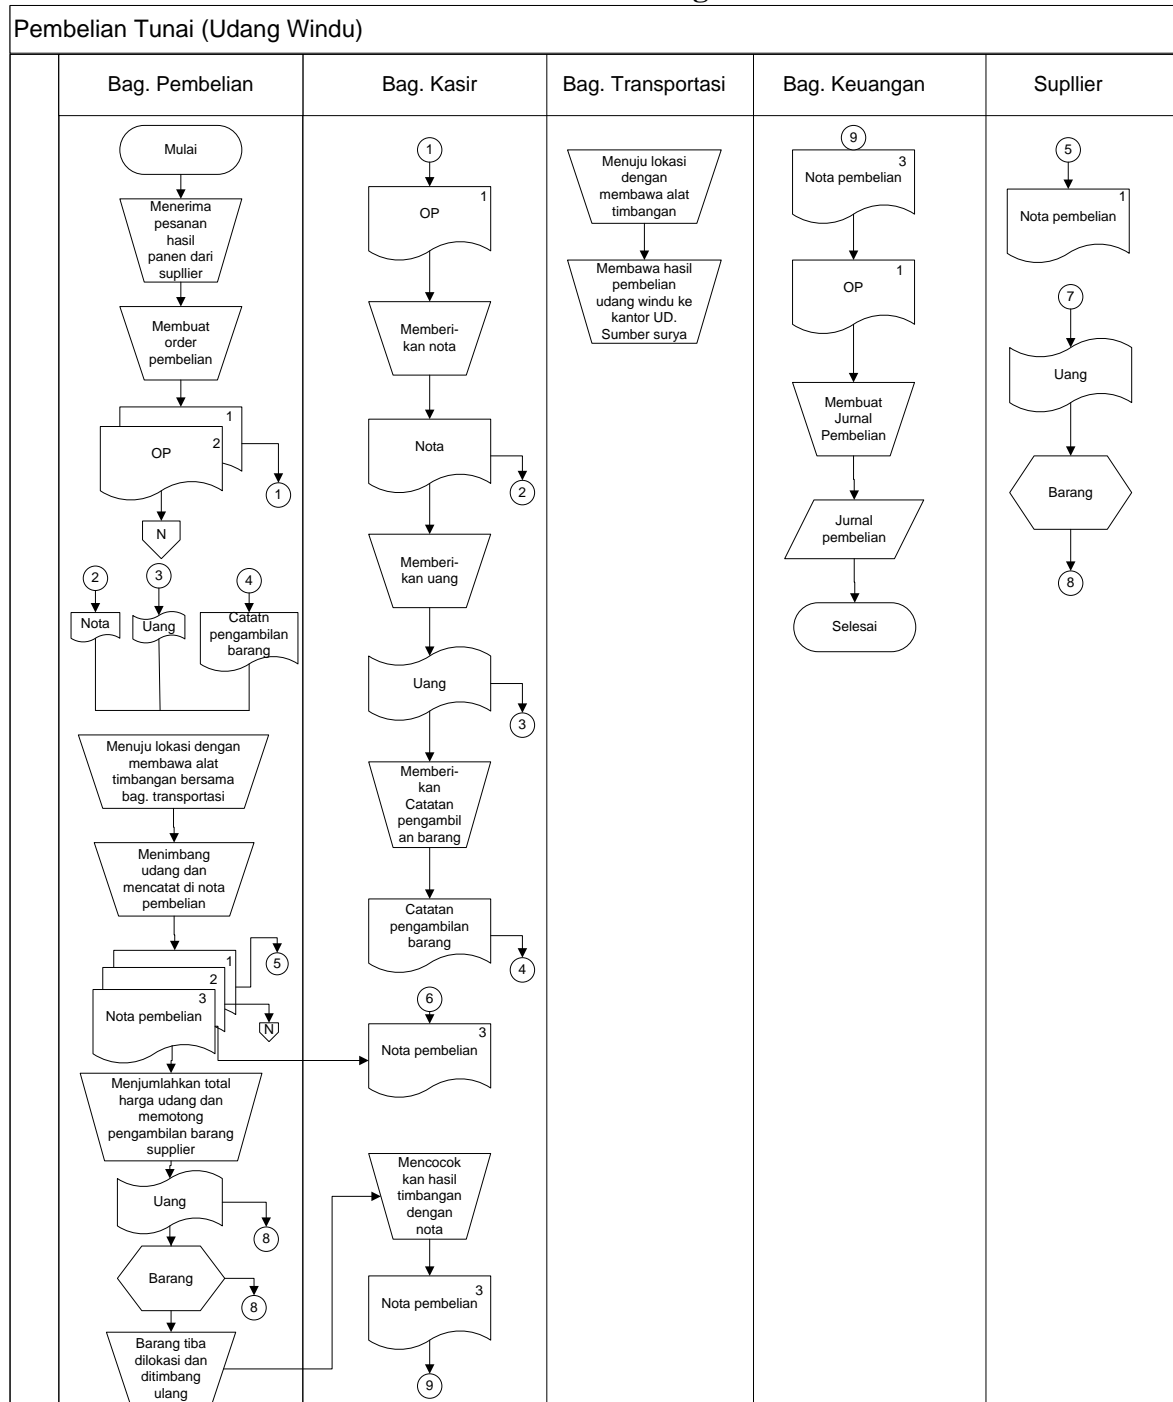 Pembelian Tunai (Udang Windu)
Bag. Pembelian
Bag. Kasir
Bag. Transportasi
Bag. Keuangan
Supllier
Mulai
Menerima
pesanan
hasil
panen dari
supllier
Membuat
order
pembelian
1
2
OP
1
N
2
3
4
Nota
Uang
Catatn
pengambilan
barang
Menuju lokasi dengan
membawa alat
timbangan bersama
bag. transportasi
Menimbang
udang dan
mencatat di nota
pembelian
1
2
3
Nota pembelian
5
N
Menjumlahkan total
harga udang dan
memotong
pengambilan barang
supplier
Uang
8
Barang
8
Barang tiba
dilokasi dan
ditimbang
ulang
1
1
OP
Memberi-
kan nota
Nota
2
Memberi-
kan uang
Uang
3
Memberi-
kan
Catatan
pengambil
an barang
Catatan
pengambilan
barang
4
6
3
Nota pembelian
Mencocok
kan hasil
timbangan
dengan
nota
3
Nota pembelian
9
Menuju lokasi
dengan
membawa alat
timbangan
Membawa hasil
pembelian
udang windu ke
kantor UD.
Sumber surya
9
3
Nota pembelian
1
OP
Membuat
Jurnal
Pembelian
Jurnal
pembelian
Selesai
5
1
Nota pembelian
7
Uang
Barang
8